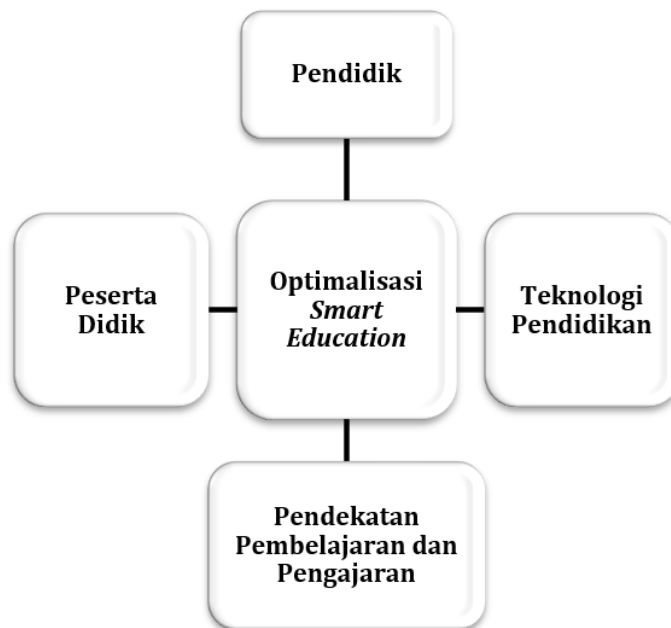 Pendidik
Peserta
Didik
Optimalisasi
Smart
Education
Teknologi
Pendidikan
Pendekatan
Pembelajaran dan
Pengajaran